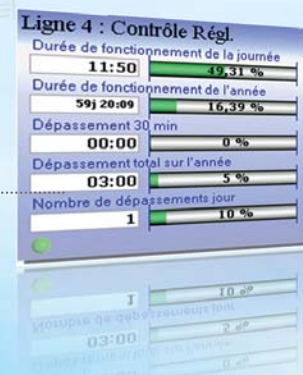 Ligne 4 : Contrôle Régl.
Durée de fonctionnement de la journée
11:50 49,31 %
Durée de fonctionnement de l'année
59j 20:09 16,39 %
Dépassement 30 min
00:00 0 %
Dépassement total sur l'année
03:00 5 %
Nombre de dépassements jour
1 10 %